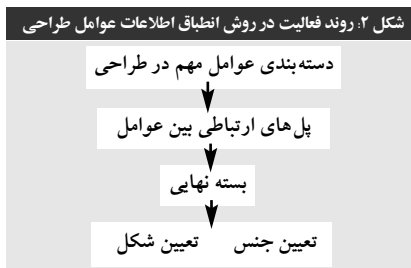 شکل ۲: روند فعالیت در روش انطباق اطلاعات عوامل طراحی
دسته‌بندی عوامل مهم در طراحی
پل‌های ارتباطی بین عوامل
بسته نهایی
تعیین جنس تعیین شکل